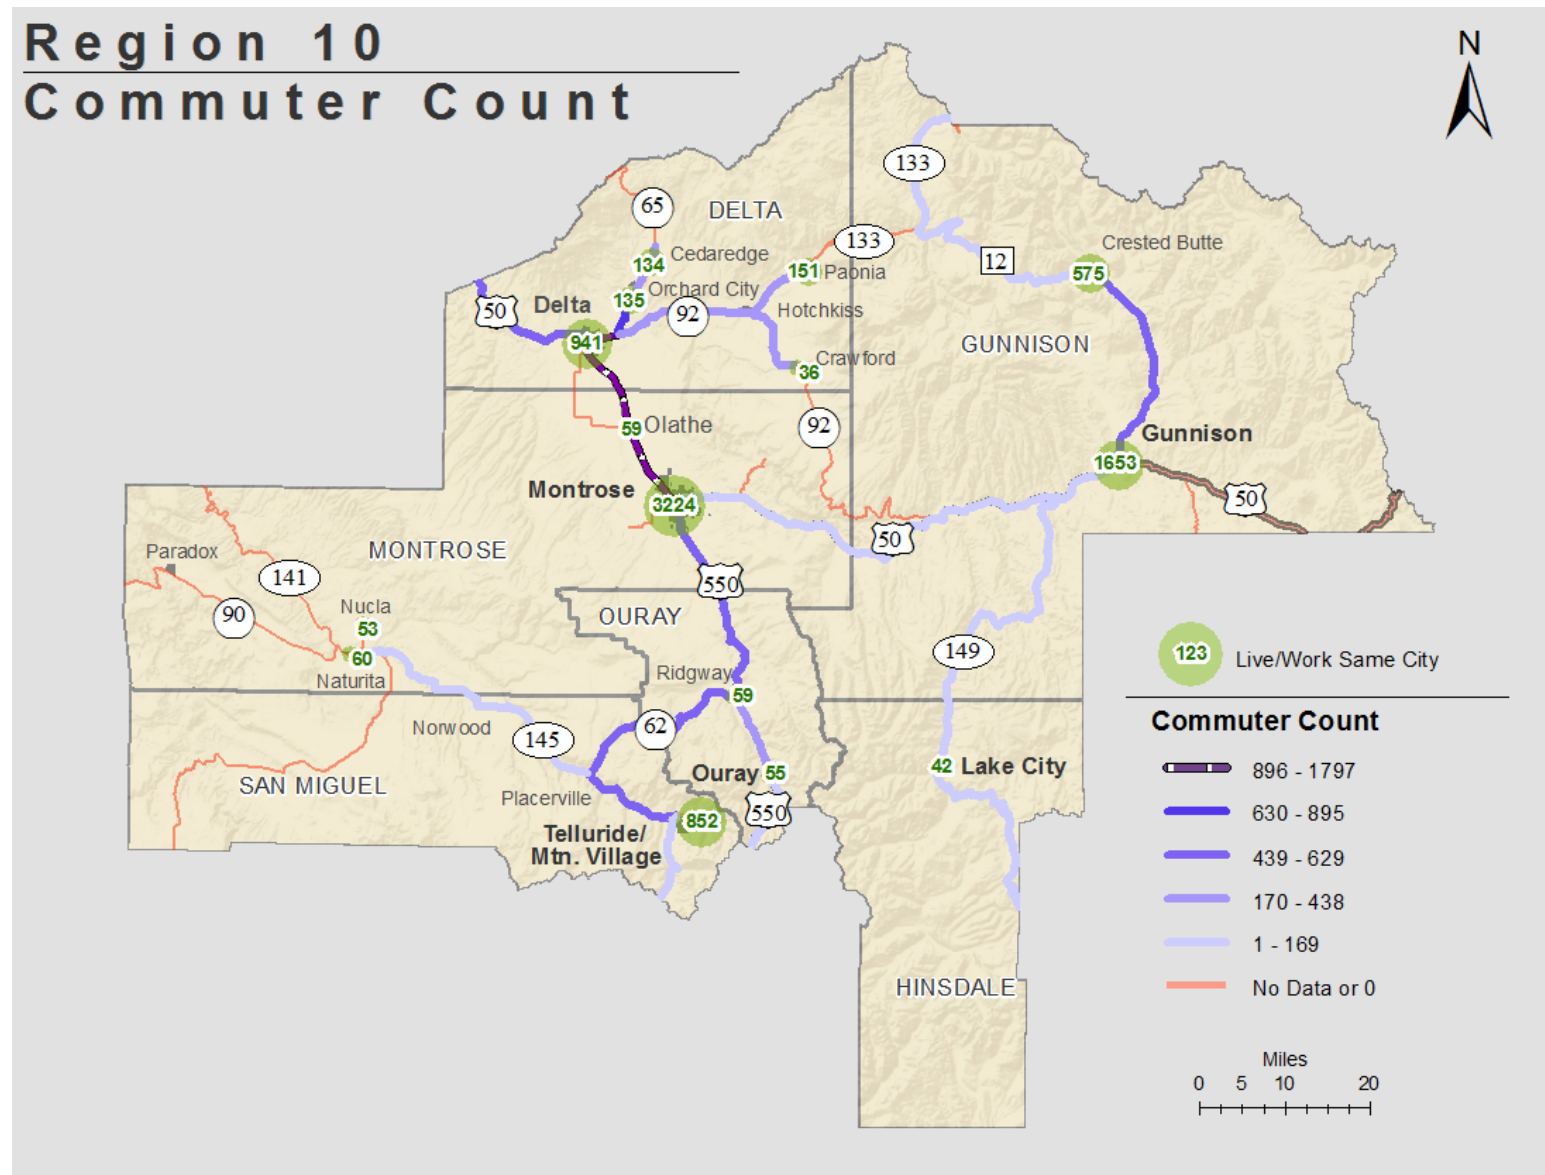 Region 10
Commuter Count
N
133
65
DELTA
133
Cedaredge
134
Crested Butte
12
575
151 Paonia
Orchard City
135
Delta
50
92
Hotchkiss
941
GUNNISON
Crawford
36
59 Olathe
92
Gunnison
1653
Montrose
3224
50
50
Paradox
MONTROSE
141
550
90
Nucla
53
OURAY
60
Naturita
149
Ridgway
59
Norwood
145
62
SAN MIGUEL
Ouray 55
42 Lake City
Placerville
550
852
Telluride/
Mtn. Village
HINSDALE
123 Live/Work Same City
Commuter Count
896 - 1797
630 - 895
439 - 629
170 - 438
1 - 169
No Data or 0
Miles
0 5 10 20